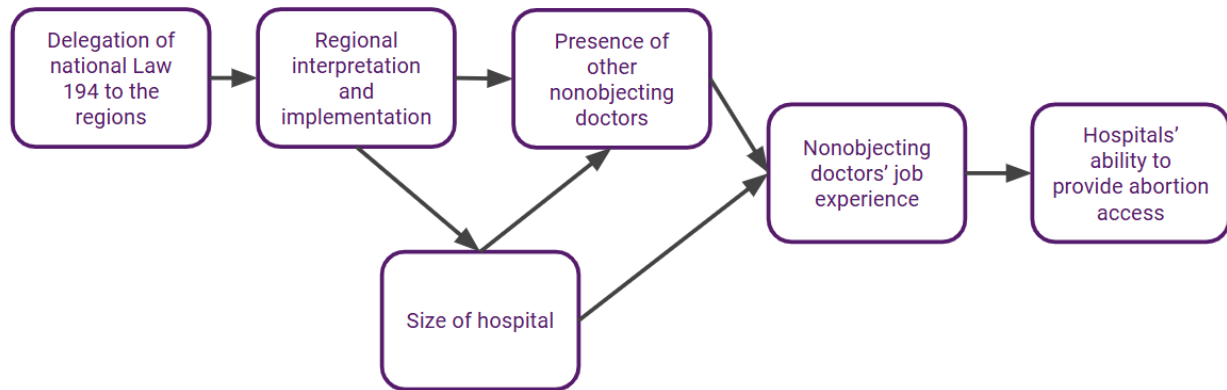 Delegation of
national Law
194 to the
regions
Regional
interpretation
and
implementation
Presence of
other
nonobjecting
doctors
Nonobjecting
doctors’ job
experience
Hospitals’
ability to
provide abortion
access
Size of hospital